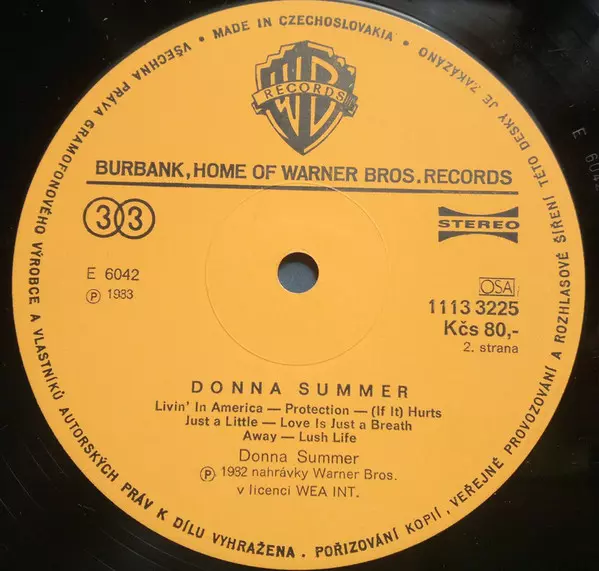 • MADE IN CZECHOSLOVAKIA •
VŠECHNA PRÁVA GRAMOFONOVÉHO VÝROBCE A VLASTNÍKŮ AUTORSKÝCH PRÁV K DÍLU VYHRAŽENA. POŘIZOVÁNÍ KOPIÍ, VEŘEJNÉ PROVOZOVÁNÍ A ROZHLASOVÉ ŠÍŘENÍ TÉTO DESKY JE ZAKÁZÁNO
WB
RECORDS
BURBANK, HOME OF WARNER BROS. RECORDS
33
STEREO
E 6042
Ⓟ 1983
OSA
1113 3225
Kčs 80,-
2. strana
DONNA SUMMER
Livin' In America — Protection — (If It) Hurts
Just a Little — Love Is Just a Breath
Away — Lush Life
Donna Summer
Ⓟ 1982 nahrávky Warner Bros.
v licenci WEA INT.
E 6042